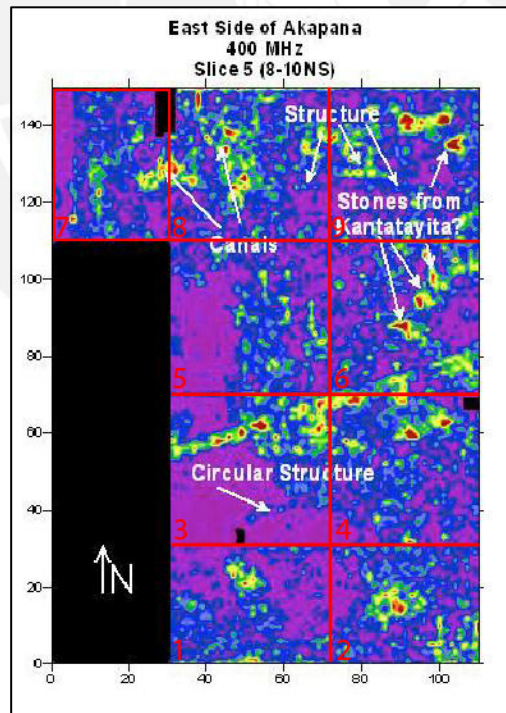 East Side of Akapana
400 MHz
Slice 5 (8-10NS)
140
120
100
80
60
40
20
0
0
20
40
60
80
100
Structure
Stones from
Kantatayita?
Canals
Circular Structure
N
7
8
9
5
6
3
4
1
2